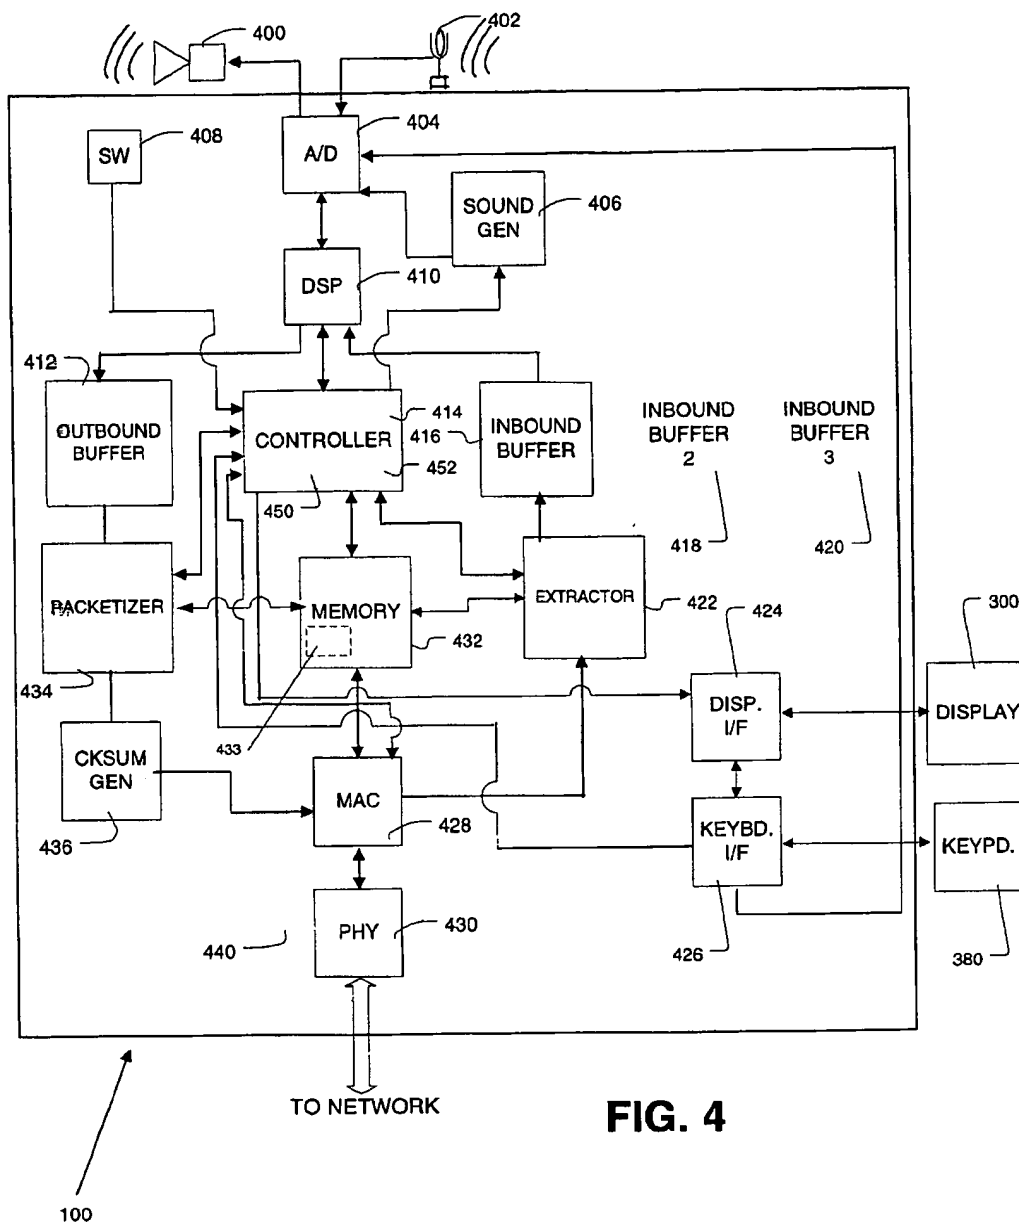 400
402
SW
408
A/D
404
SOUND
GEN
406
DSP
410
412
OUTBOUND
BUFFER
CONTROLLER
414
416
452
450
INBOUND
BUFFER
INBOUND
BUFFER
2
INBOUND
BUFFER
3
418
420
PACKETIZER
434
MEMORY
432
433
EXTRACTOR
422
424
300
DISP.
I/F
DISPLAY
CKSUM
GEN
436
MAC
428
KEYBD.
I/F
KEYPD.
PHY
430
440
426
380
TO NETWORK
FIG. 4
100